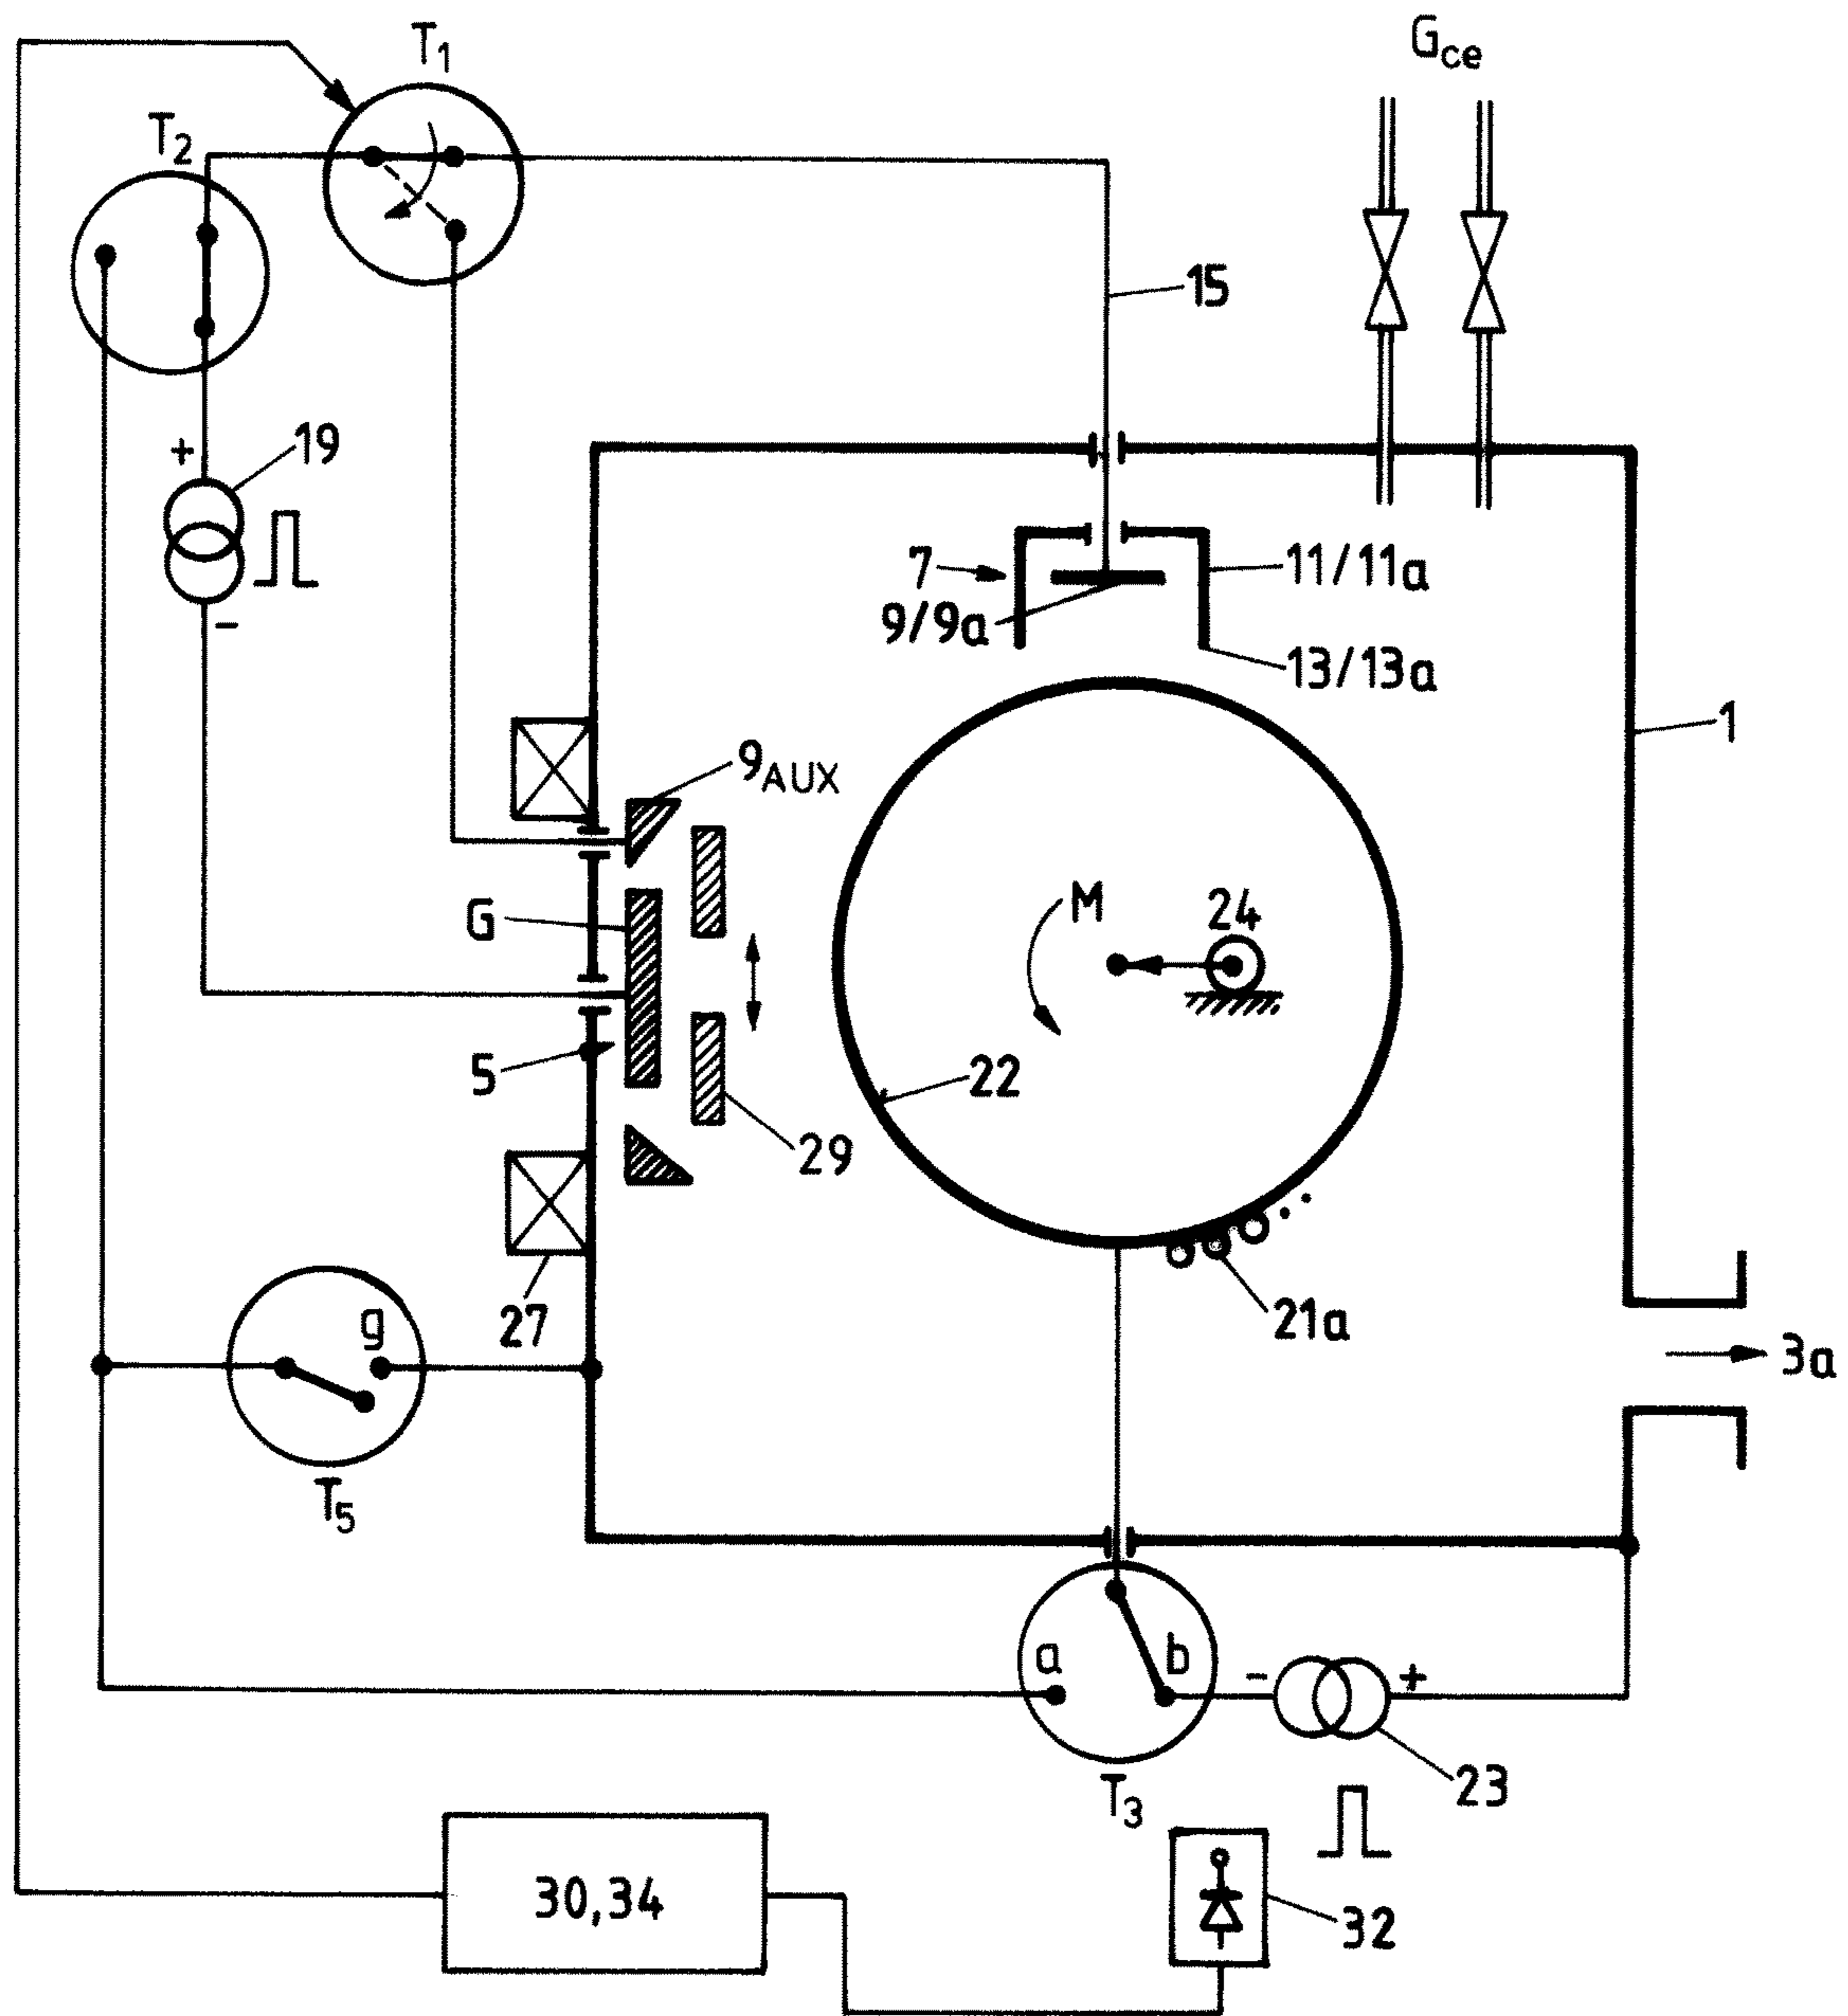 T1
Gce
T2
15
+
19
-
7
11/11a
9/9a
13/13a
1
9AUX
G
M
24
5
22
29
27
21a
g
3a
T5
a
b
-
+
T3
23
30,34
32